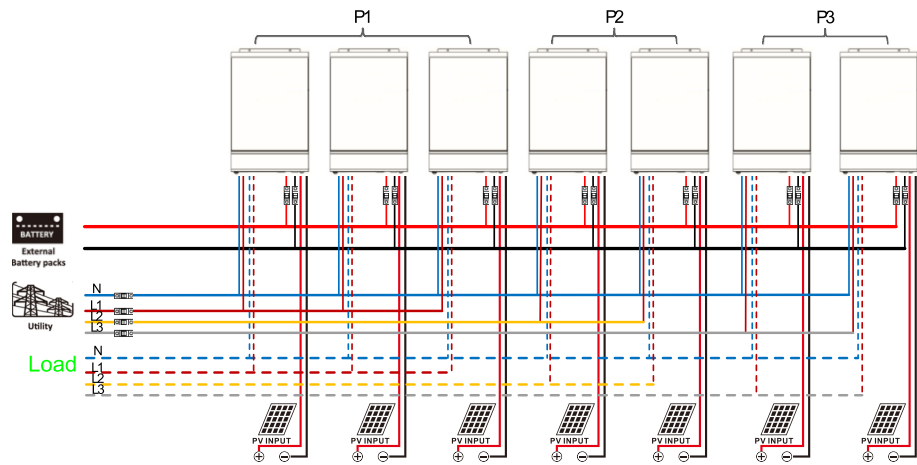 P1 P2 P3
BATTERY
External
Battery packs
N
L1
L2
L3
Utility
N
Load
L1
L2
L3
PV INPUT PV INPUT PV INPUT PV INPUT PV INPUT PV INPUT PV INPUT
+ − + − + − + − + − + − + −